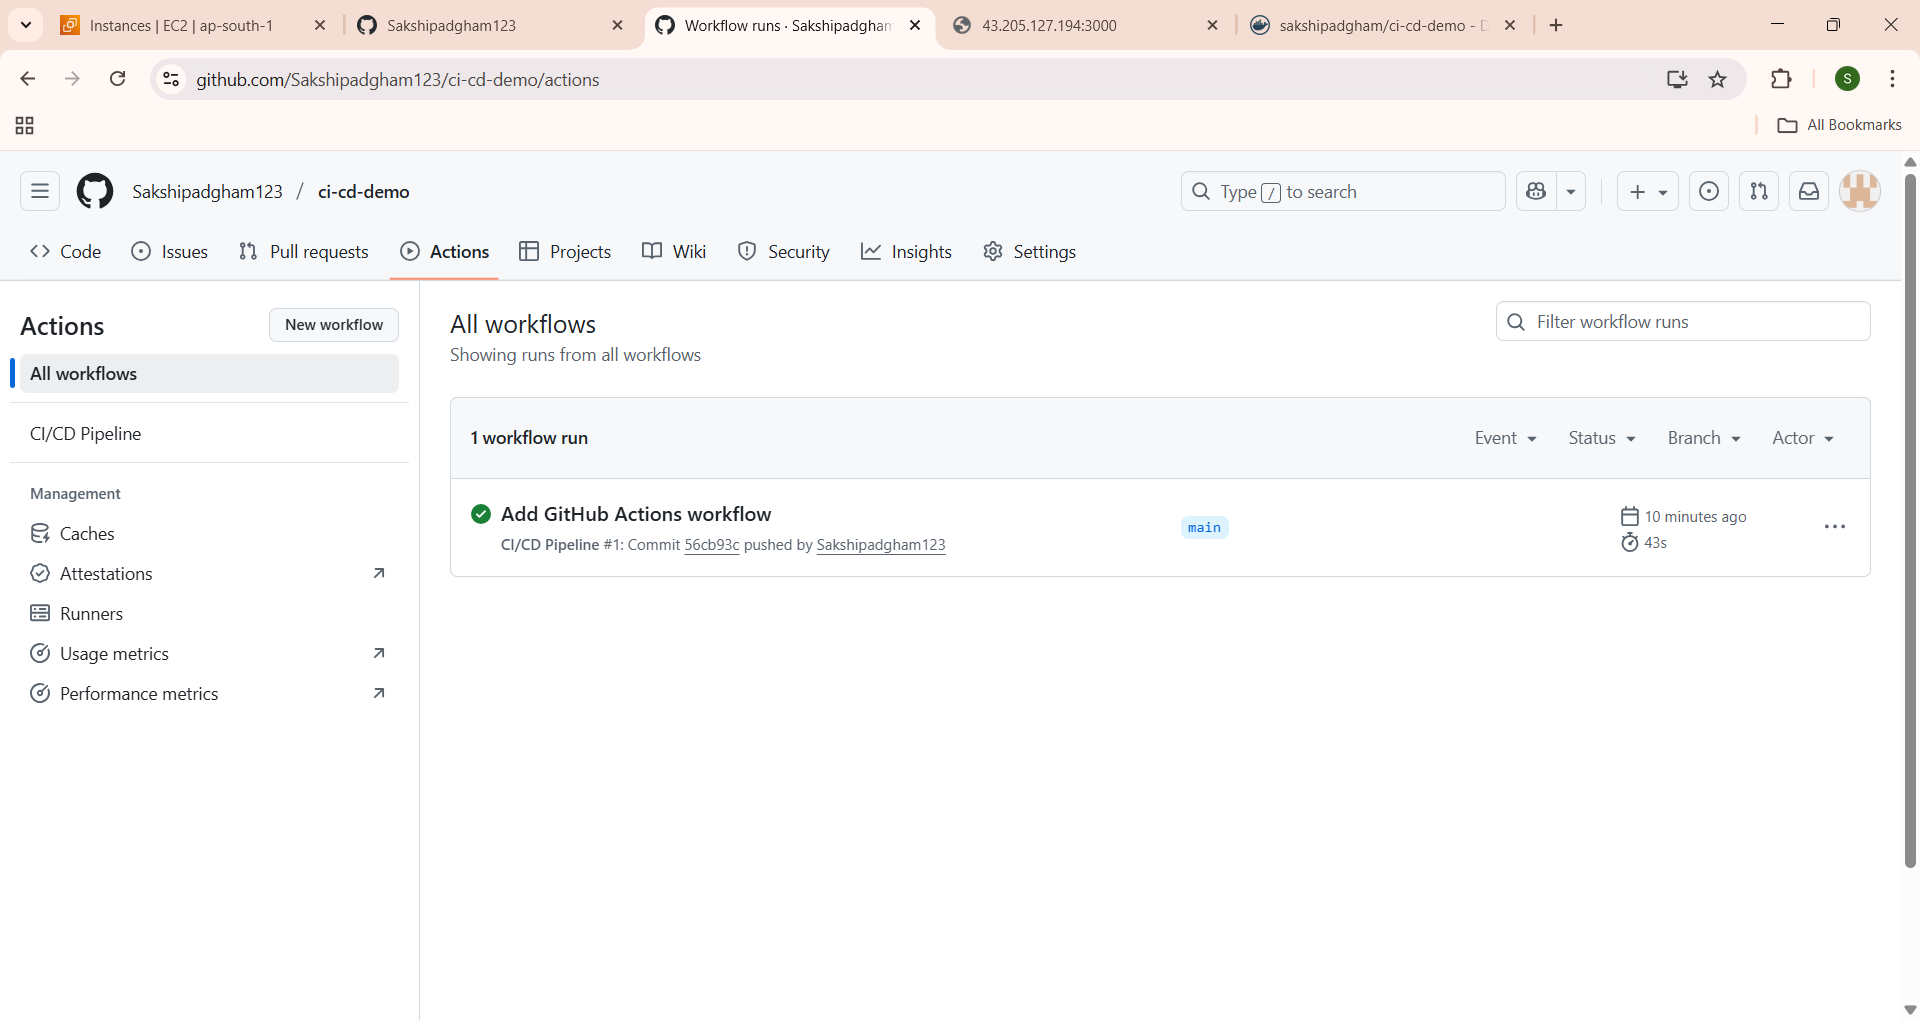 Instances | EC2 | ap-south-1
Sakshipadgham123
Workflow runs · Sakshipadgham
43.205.127.194:3000
sakshipadgham/ci-cd-demo - D
github.com/Sakshipadgham123/ci-cd-demo/actions
S
All Bookmarks
Sakshipadgham123 / ci-cd-demo
Type / to search
Code
Issues
Pull requests
Actions
Projects
Wiki
Security
Insights
Settings
Actions
New workflow
All workflows
CI/CD Pipeline
Management
Caches
Attestations
Runners
Usage metrics
Performance metrics
All workflows
Showing runs from all workflows
Filter workflow runs
1 workflow run
Event
Status
Branch
Actor
Add GitHub Actions workflow
CI/CD Pipeline #1: Commit 56cb93c pushed by Sakshipadgham123
main
10 minutes ago
43s